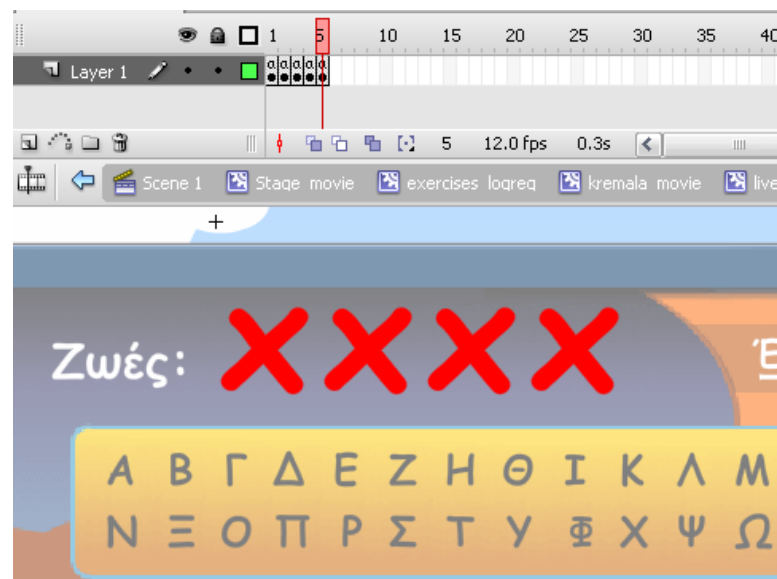 1 5 10 15 20 25 30 35 40
Layer 1
5 12.0 fps 0.3s
Scene 1 Stage movie exercises logreg kremala movie live
Ζωές:
Α Β Γ Δ Ε Ζ Η Θ Ι Κ Λ Μ
Ν Ξ Ο Π Ρ Σ Τ Υ Φ Χ Ψ Ω